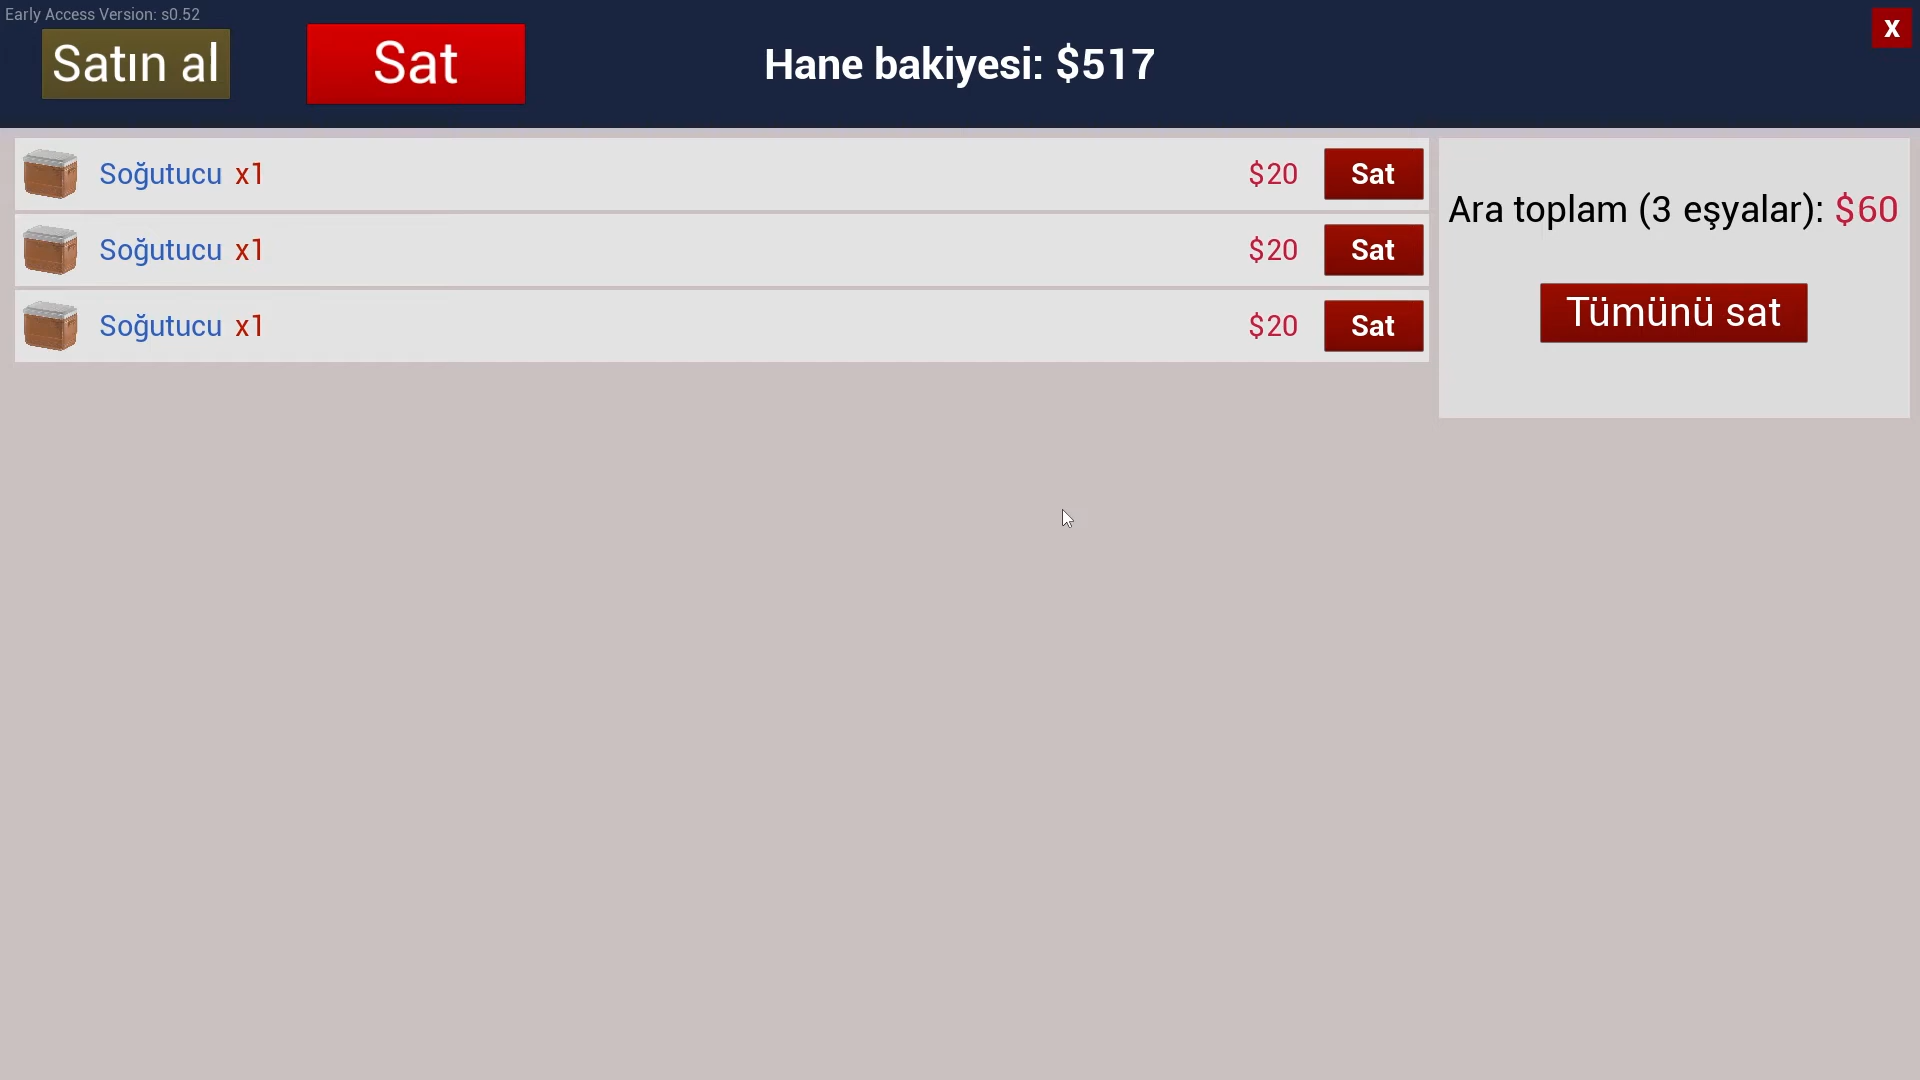 Early Access Version: s0.52
Satın al
Sat
Hane bakiyesi: $517
x
Soğutucu x1 $20 Sat
Soğutucu x1 $20 Sat
Soğutucu x1 $20 Sat
Ara toplam (3 eşyalar): $60
Tümünü sat